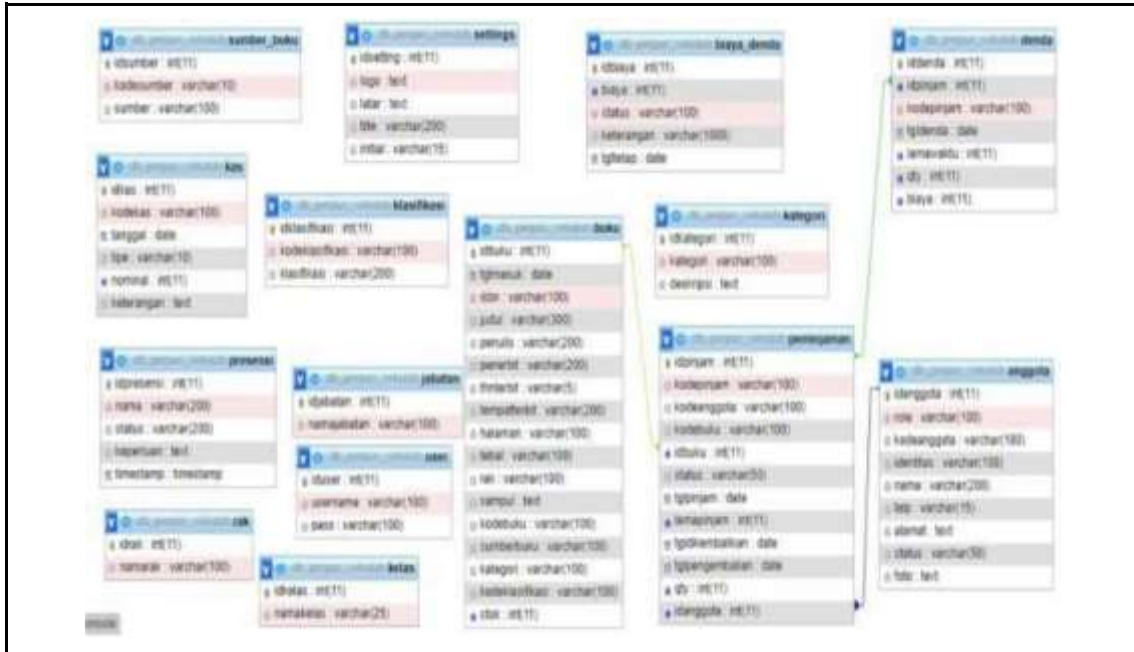 sumber_buku
idsumber : int(11)
kodesumber : varchar(10)
sumber : varchar(100)
settings
idsetting : int(11)
logo : text
latar : text
title : varchar(200)
initial : varchar(15)
biaya_denda
idbiaya : int(11)
biaya : int(11)
status : varchar(100)
keterangan : varchar(1000)
tgltetap : date
denda
iddenda : int(11)
idpinjam : int(11)
kodepinjam : varchar(100)
tgldenda : date
lamawaktu : int(11)
qty : int(11)
biaya : int(11)
kas
idkas : int(11)
kodekas : varchar(100)
tanggal : date
tipe : varchar(10)
nominal : int(11)
keterangan : text
klasifikasi
idklasifikasi : int(11)
kodeklasifikasi : varchar(100)
klasifikasi : varchar(200)
buku
idbuku : int(11)
tglmasuk : date
isbn : varchar(100)
judul : varchar(300)
penulis : varchar(200)
penerbit : varchar(200)
thnterbit : varchar(5)
tempatterbit : varchar(200)
halaman : varchar(100)
tebal : varchar(100)
rak : varchar(100)
sampul : text
kodebuku : varchar(100)
sumberbuku : varchar(100)
kategori : varchar(100)
kodeklasifikasi : varchar(100)
stok : int(11)
kategori
idkategori : int(11)
kategori : varchar(100)
deskripsi : text
peminjaman
idpinjam : int(11)
kodepinjam : varchar(100)
kodeanggota : varchar(100)
kodebuku : varchar(100)
idbuku : int(11)
status : varchar(50)
tglpinjam : date
lamapinjam : int(11)
tgldikembalikan : date
tglpengembalian : date
qty : int(11)
idanggota : int(11)
anggota
idanggota : int(11)
role : varchar(100)
kodeanggota : varchar(100)
identitas : varchar(100)
nama : varchar(200)
telp : varchar(15)
alamat : text
status : varchar(50)
foto : text
presensi
idpresensi : int(11)
nama : varchar(200)
status : varchar(200)
keperluan : text
timestamp : timestamp
jabatan
idjabatan : int(11)
namajabatan : varchar(100)
user
iduser : int(11)
username : varchar(100)
pass : varchar(100)
rak
idrak : int(11)
namarak : varchar(100)
kelas
idkelas : int(11)
namakelas : varchar(25)